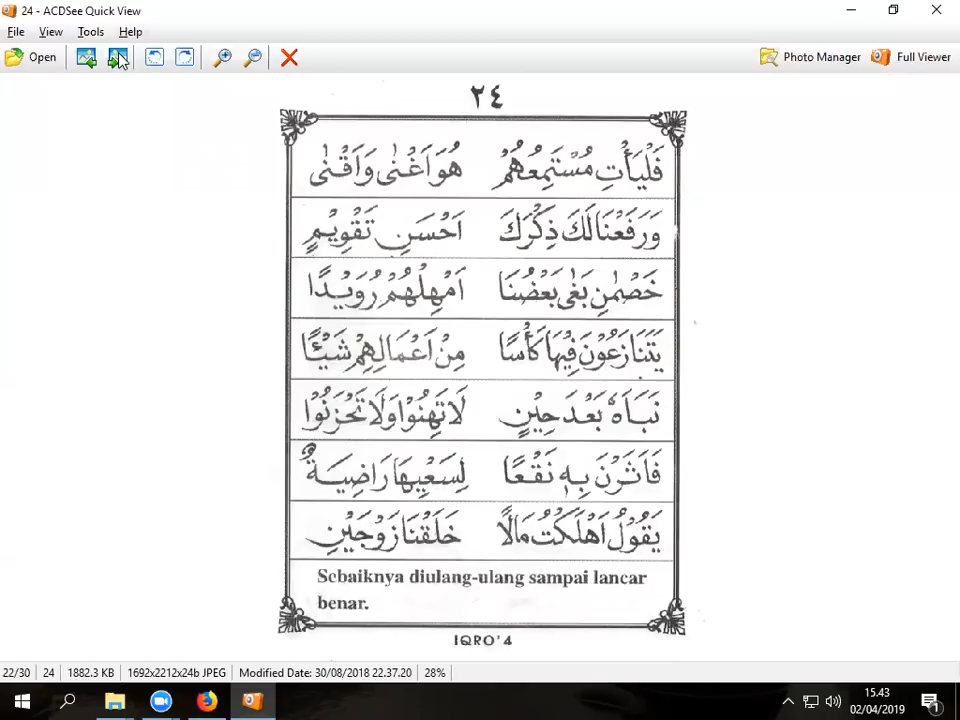 24 - ACDSee Quick View
File View Tools Help
Open Photo Manager Full Viewer
٢٤
فَلْيَأْتِ مُسْتَمِعُهُمْ هُوَ اَغْنٰى وَاَقْنٰى
وَرَفَعْنَالَكَ ذِكْرَكَ اَحْسَنِ تَقْوِيْمٍ
خَصْمٰنِ بَغٰى بَعْضُنَا اَمْهِلْهُمْ رُوَيْدًا
يَتَنَازَعُوْنَ فِيْهَا كَأْسًا مِنْ اَعْمَالِهِمْ شَيْئًا
نَبَاَهٗ بَعْدَ حِيْنٍ لَا تَهِنُوْا وَلَا تَحْزَنُوْا
فَاَثَرْنَ بِهٖ نَقْعًا لِسَعْيِهَا رَاضِيَةٌ
يَقُوْلُ اَهْلَكْتُ مَالًا خَلَقْنَا زَوْجَيْنِ
Sebaiknya diulang-ulang sampai lancar
benar.
IQRO'4
22/30 24 1882.3 KB 1692x2212x24b JPEG Modified Date: 30/08/2018 22.37.20 28%
15.43
02/04/2019
1